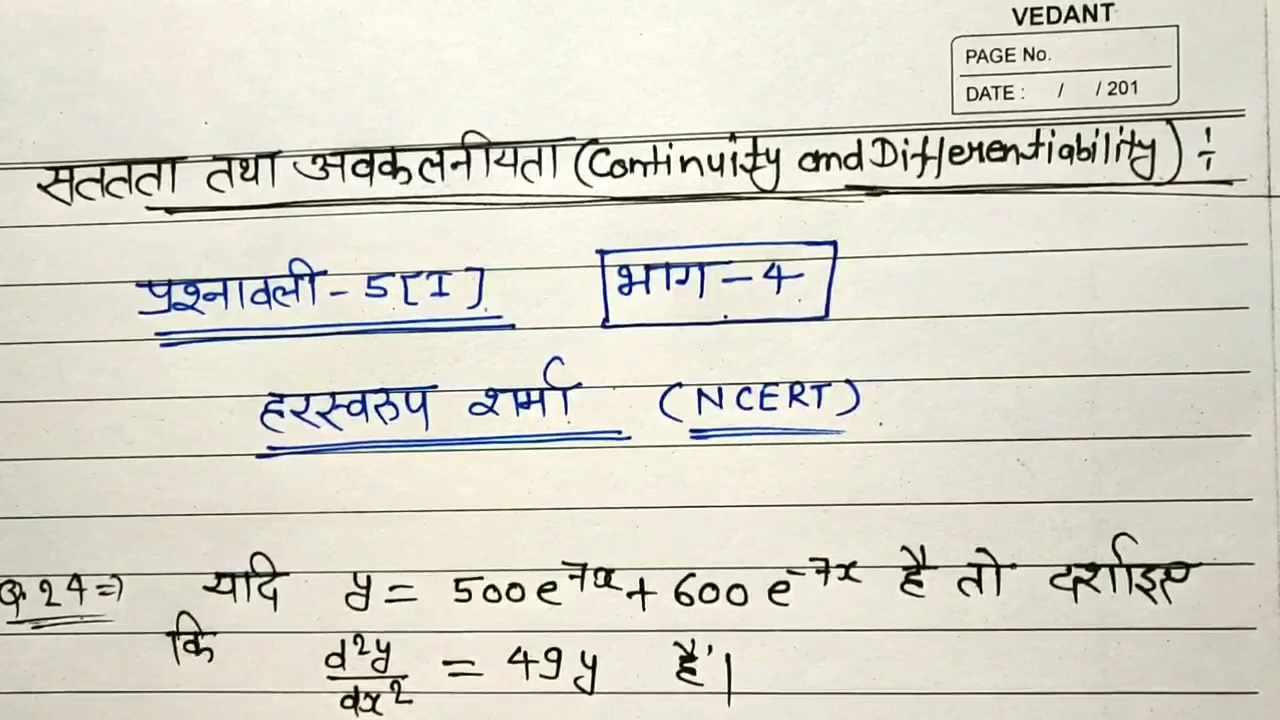 VEDANT
PAGE No.
DATE : / / 201
सततता तथा अवकलनीयता (Continuity and Differentiability) :-
प्रश्नावली - 5[I] भाग - 4
हरस्वरुप शर्मा (NCERT)
Q.24⇒ यदि y = 500e^7x + 600e^-7x है तो दर्शाइए
कि d²y/dx² = 49y है।